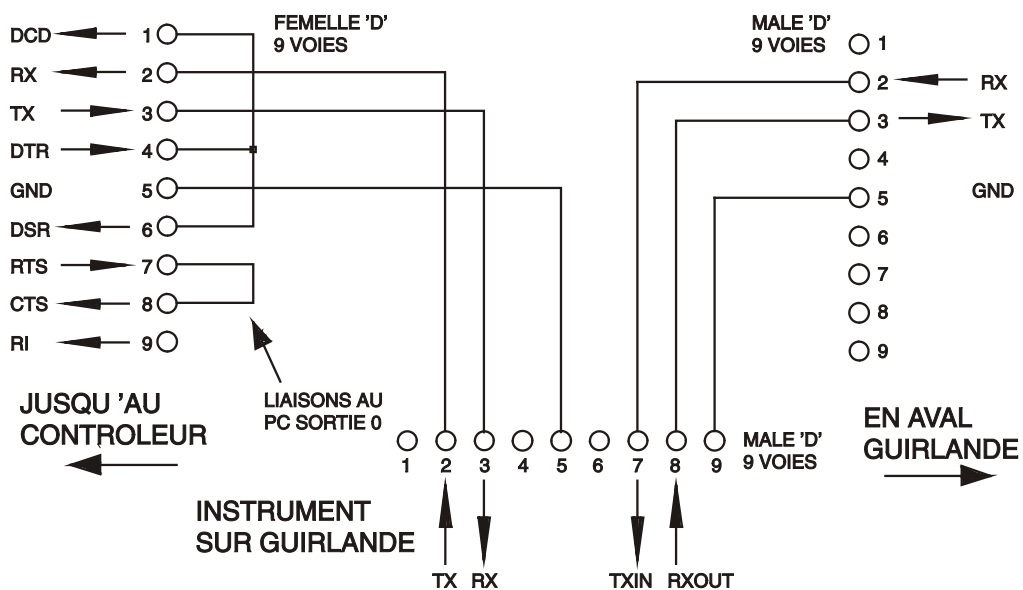 FEMELLE 'D'
9 VOIES
MALE 'D'
9 VOIES
DCD 1
RX 2
TX 3
DTR 4
GND 5
DSR 6
RTS 7
CTS 8
RI 9
1
2 RX
3 TX
4
5 GND
6
7
8
9
LIAISONS AU
PC SORTIE 0
JUSQU 'AU
CONTROLEUR
EN AVAL
GUIRLANDE
1 2 3 4 5 6 7 8 9
MALE 'D'
9 VOIES
INSTRUMENT
SUR GUIRLANDE
TX RX TXIN RXOUT